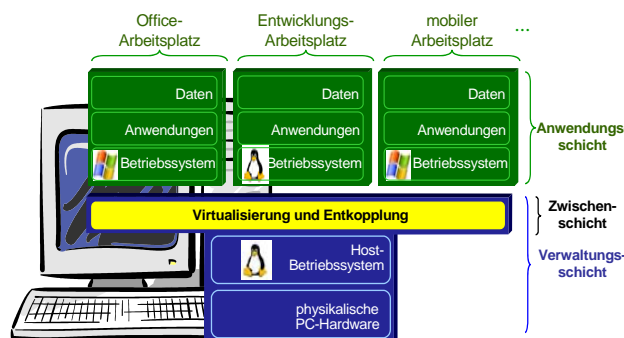 Office-
Arbeitsplatz
Entwicklungs-
Arbeitsplatz
mobiler
Arbeitsplatz
...
Daten
Daten
Daten
Anwendungen
Anwendungen
Anwendungen
Betriebssystem
Betriebssystem
Betriebssystem
Anwendungs
schicht
Virtualisierung und Entkopplung
Zwischen-
schicht
Host-
Betriebssystem
Verwaltungs-
schicht
physikalische
PC-Hardware